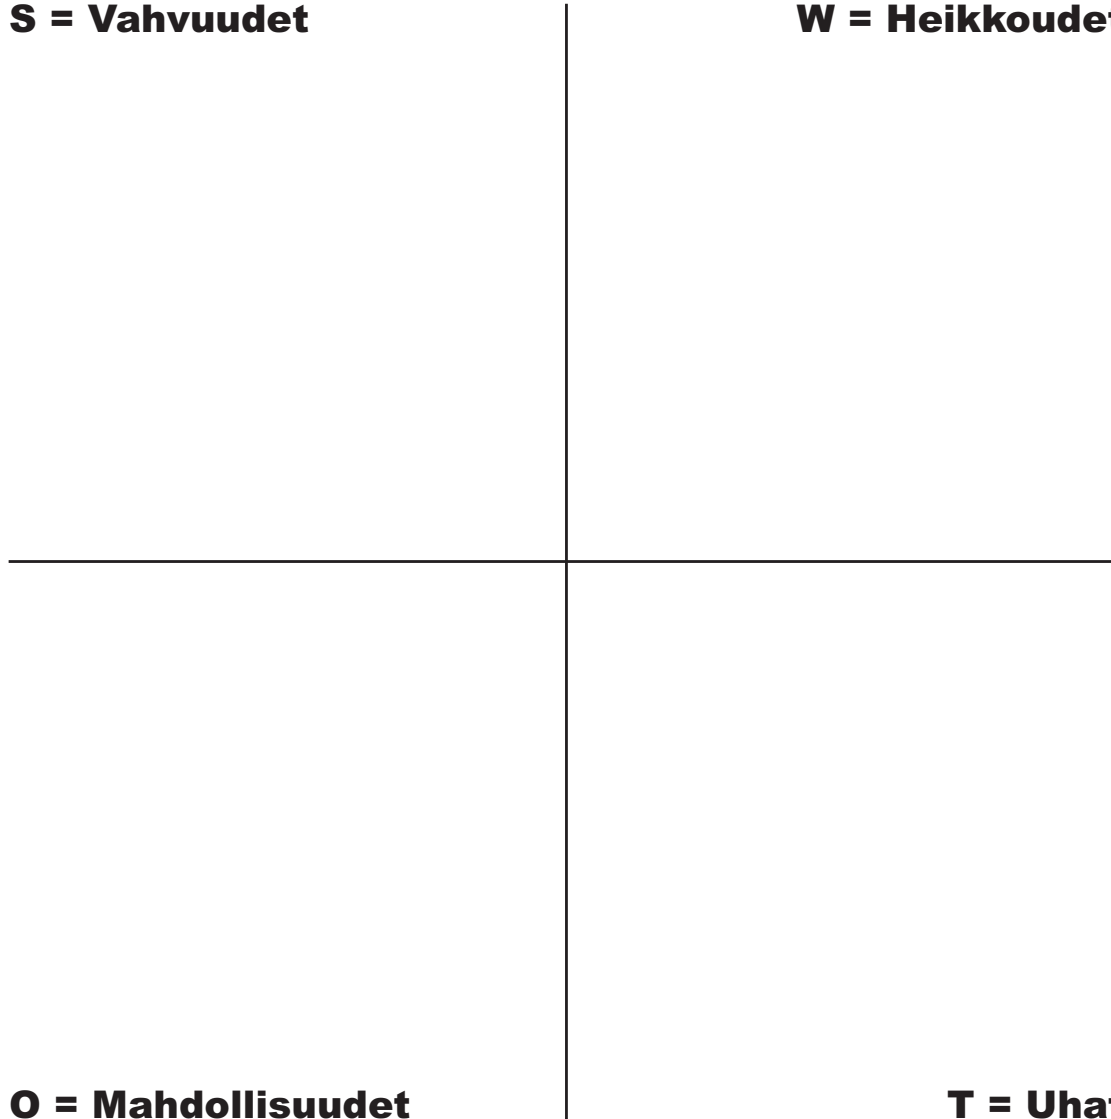 S = Vahvuudet
W = Heikkoudet
O = Mahdollisuudet
T = Uhat